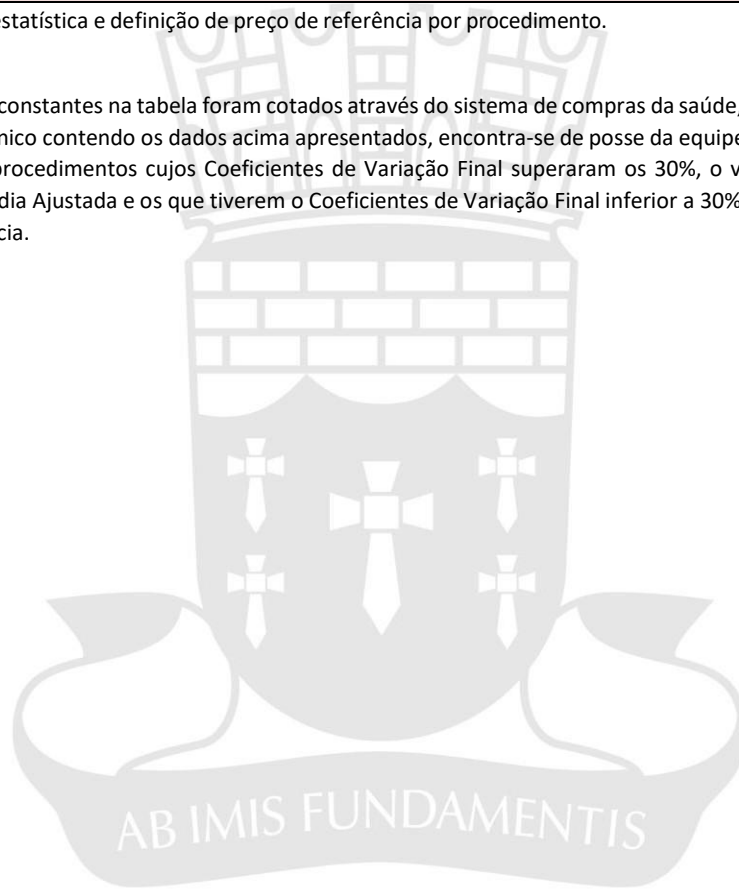 estatística e definição de preço de referência por procedimento.
constantes na tabela foram cotados através do sistema de compras da saúde,
nico contendo os dados acima apresentados, encontra-se de posse da equipe
procedimentos cujos Coeficientes de Variação Final superaram os 30%, o v
dia Ajustada e os que tiverem o Coeficientes de Variação Final inferior a 30%
cia.
AB IMIS FUNDAMENTIS